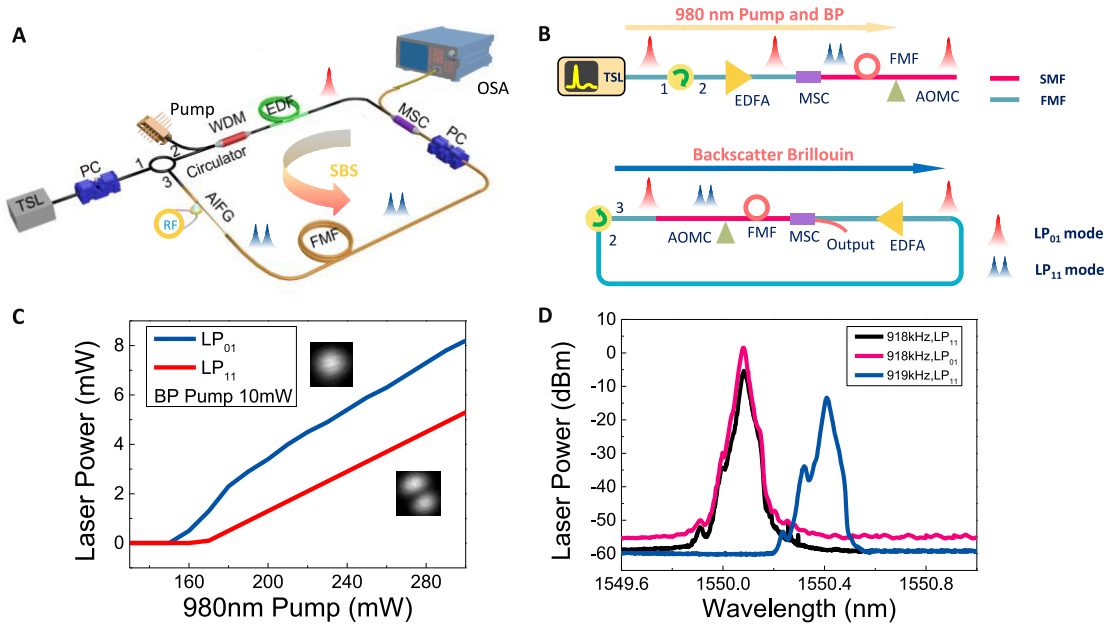 A
OSA
Pump
WDM
EDF
MSC
PC
PC
1
2
3
Circulator
TSL
SBS
AIFG
RF
FMF
B
980 nm Pump and BP
TSL
1
2
EDFA
MSC
FMF
AOMC
SMF
FMF
Backscatter Brillouin
3
2
AOMC
FMF
MSC
Output
EDFA
LP01 mode
LP11 mode
C
LP01
LP11
BP Pump 10mW
8
6
4
2
0
Laser Power (mW)
160 200 240 280
980nm Pump (mW)
D
918kHz,LP11
918kHz,LP01
919kHz,LP11
10
0
-10
-20
-30
-40
-50
-60
Laser Power (dBm)
1549.6 1550.0 1550.4 1550.8
Wavelength (nm)